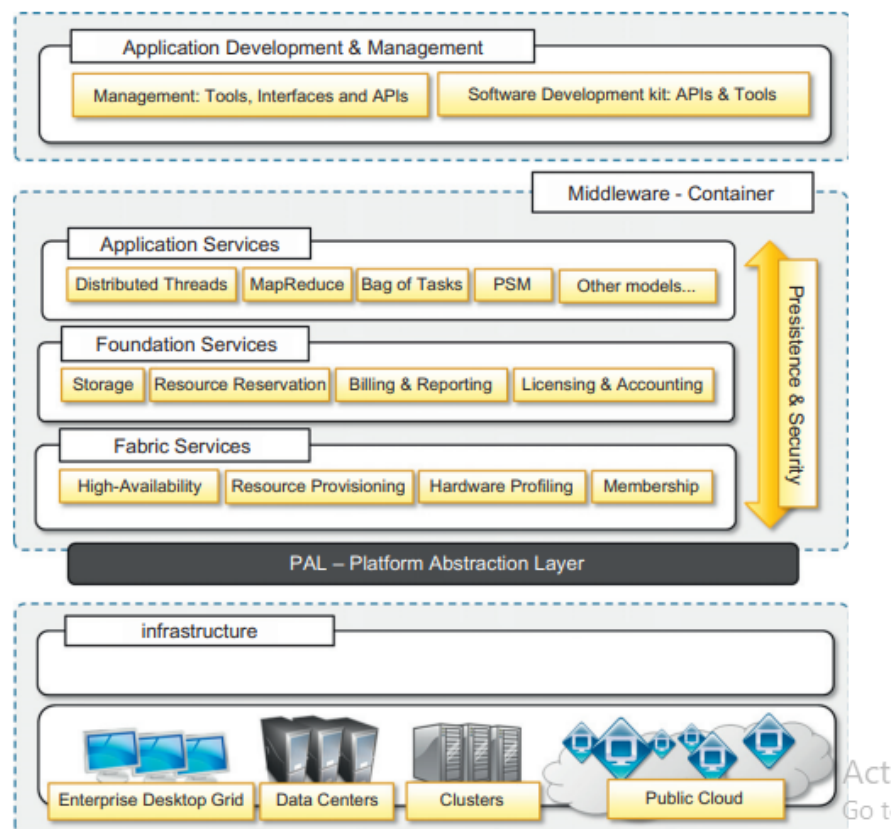 Application Development & Management
Management: Tools, Interfaces and APIs
Software Development kit: APIs & Tools
Middleware - Container
Application Services
Distributed Threads
MapReduce
Bag of Tasks
PSM
Other models...
Foundation Services
Storage
Resource Reservation
Billing & Reporting
Licensing & Accounting
Fabric Services
High-Availability
Resource Provisioning
Hardware Profiling
Membership
Presistence & Security
PAL – Platform Abstraction Layer
infrastructure
Enterprise Desktop Grid
Data Centers
Clusters
Public Cloud
Act
Go t